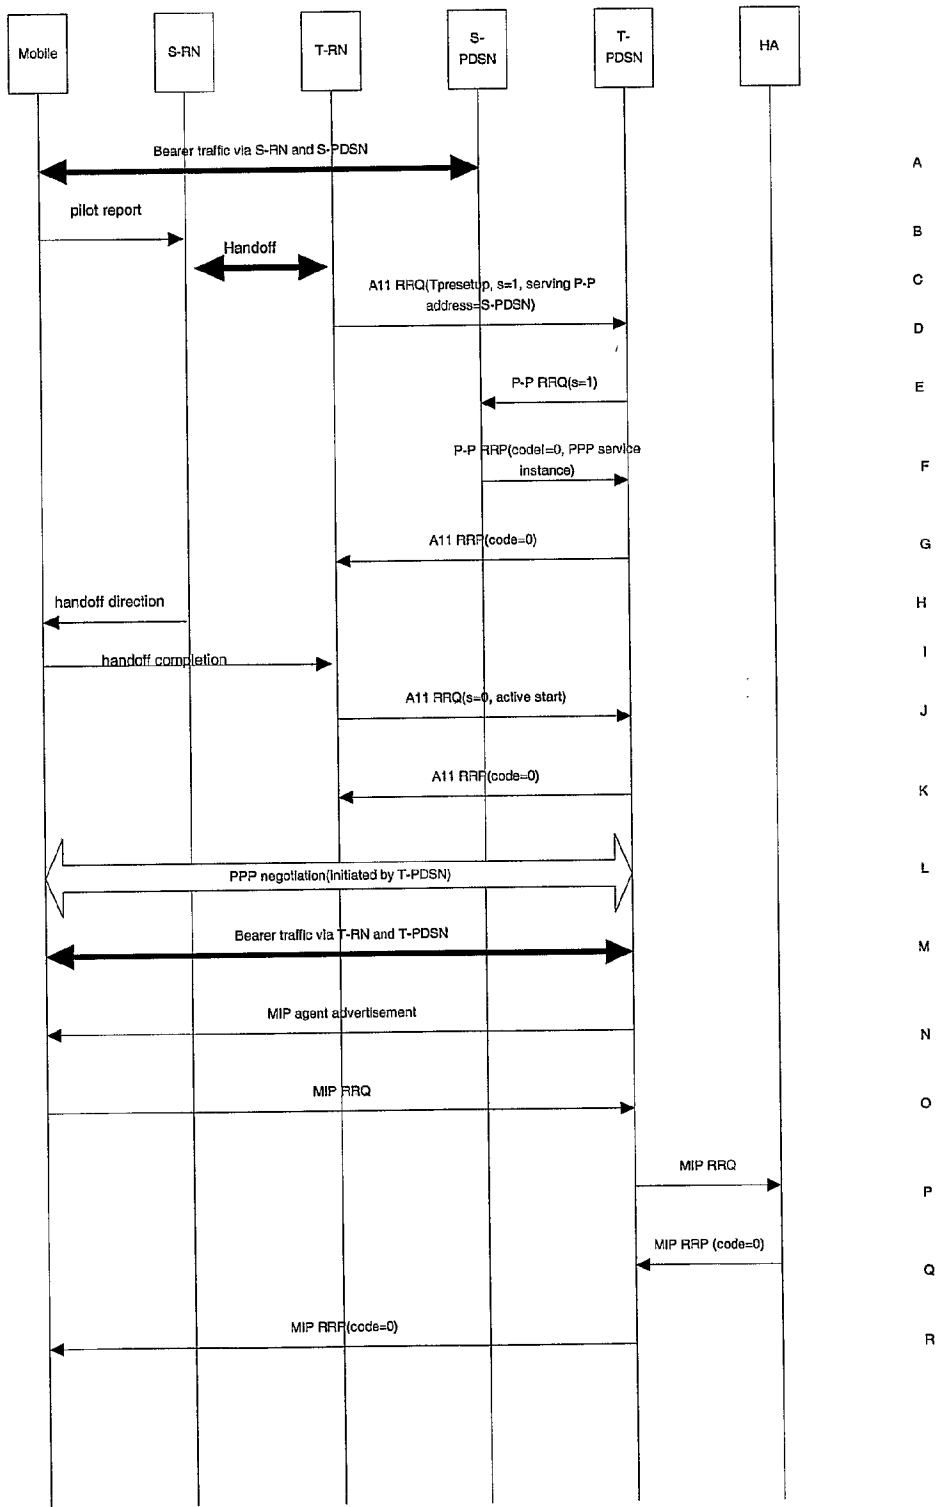 Mobile
S-RN
T-RN
S-
PDSN
T-
PDSN
HA
Bearer traffic via S-RN and S-PDSN
A
pilot report
B
Handoff
C
A11 RRQ(Tpresetup, s=1, serving P-P
address=S-PDSN)
D
P-P RRQ(s=1)
E
P-P RRP(code!=0, PPP service
instance)
F
A11 RRP(code=0)
G
handoff direction
H
handoff completion
I
A11 RRQ(s=0, active start)
J
A11 RRP(code=0)
K
PPP negotiation(initiated by T-PDSN)
L
Bearer traffic via T-RN and T-PDSN
M
MIP agent advertisement
N
MIP RRQ
O
MIP RRQ
P
MIP RRP (code=0)
Q
MIP RRP(code=0)
R